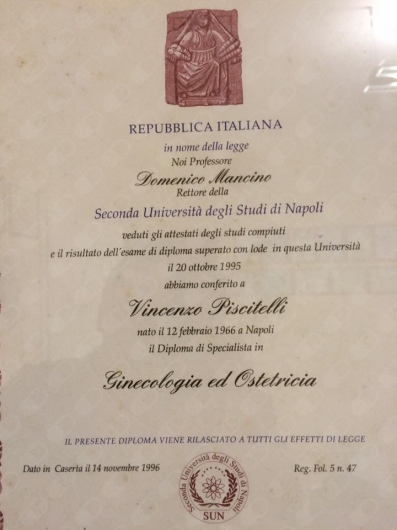 REPUBBLICA ITALIANA
in nome della legge
Noi Professore
Domenico Mancino
Rettore della
Seconda Università degli Studi di Napoli
veduti gli attestati degli studi compiuti
e il risultato dell'esame di diploma superato con lode in questa Università
il 20 ottobre 1995
abbiamo conferito a
Vincenzo Piscitelli
nato il 12 febbraio 1966 a Napoli
il Diploma di Specialista in
Ginecologia ed Ostetricia
IL PRESENTE DIPLOMA VIENE RILASCIATO A TUTTI GLI EFFETTI DI LEGGE
Dato in Caserta il 14 novembre 1996
Reg. Fol. 5 n. 47
Seconda Università degli Studi di Napoli
SUN